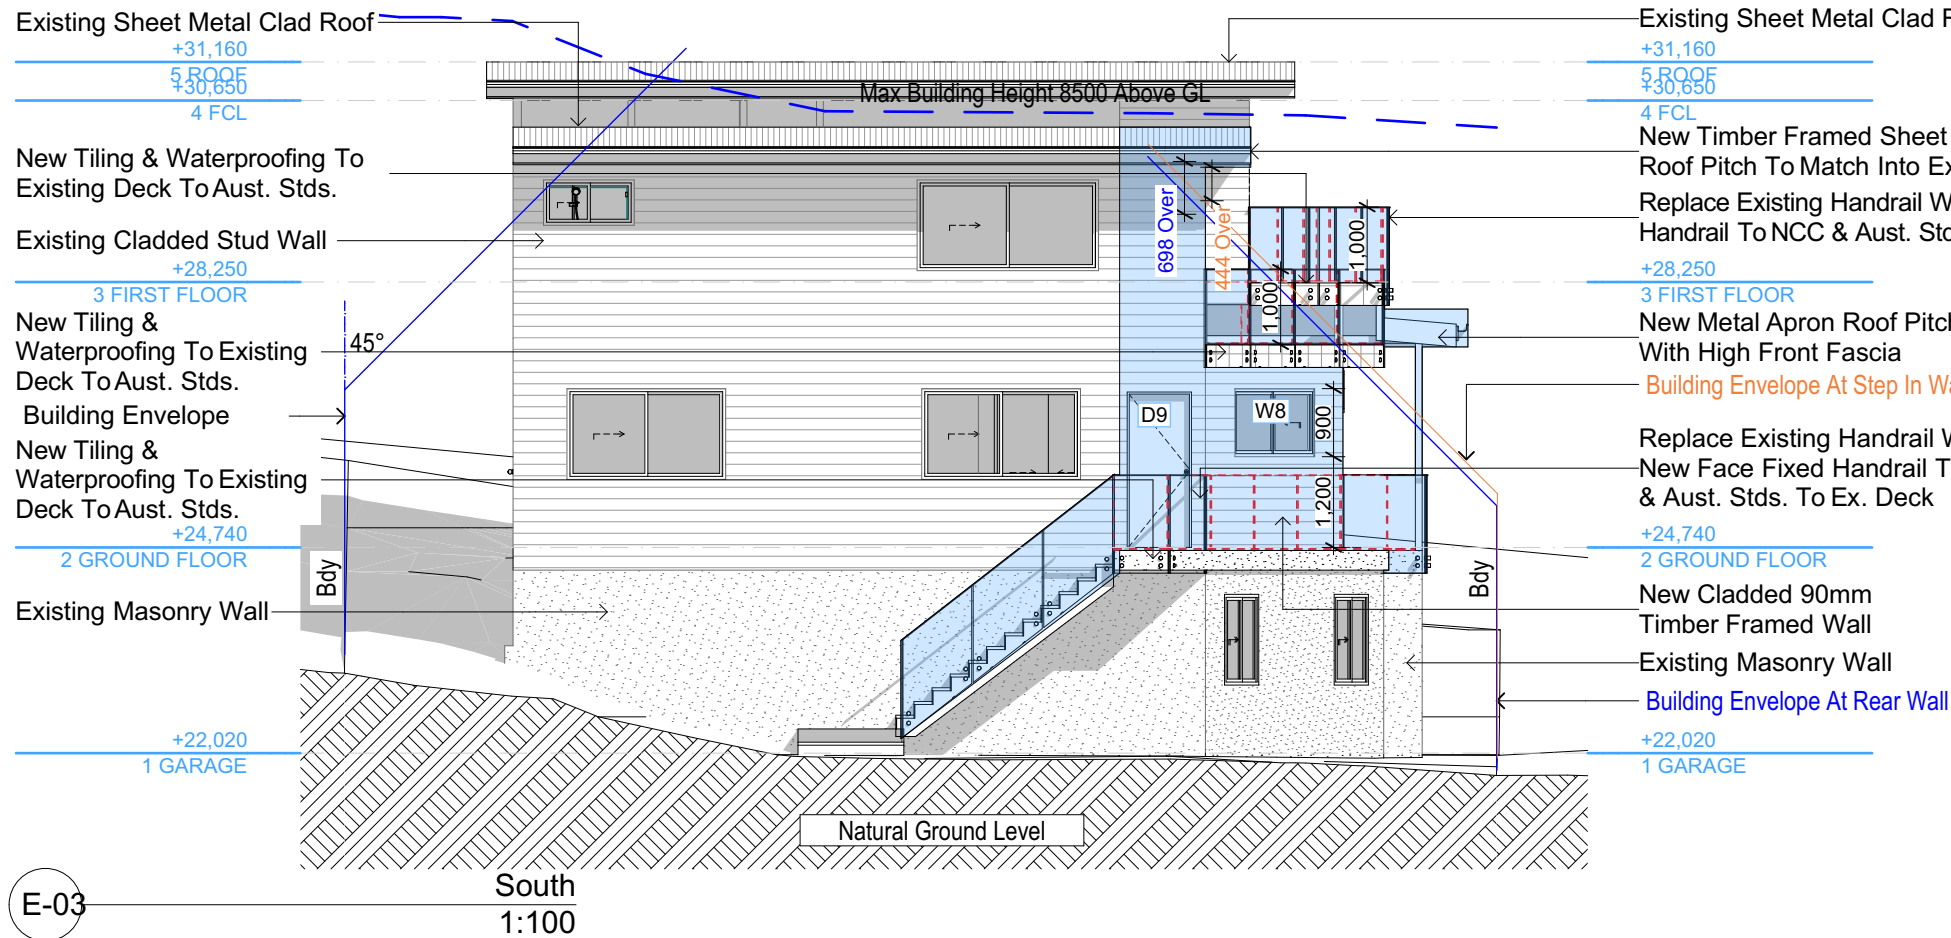 Existing Sheet Metal Clad Roof
+31,160
5 ROOF
+30,650
4 FCL
New Tiling & Waterproofing To
Existing Deck To Aust. Stds.
Existing Cladded Stud Wall
+28,250
3 FIRST FLOOR
New Tiling &
Waterproofing To Existing
Deck To Aust. Stds.
45°
Building Envelope
New Tiling &
Waterproofing To Existing
Deck To Aust. Stds.
+24,740
2 GROUND FLOOR
Bdy
Existing Masonry Wall
+22,020
1 GARAGE
Max Building Height 8500 Above GL
698 Over
444 Over
1,000
1,000
D9
W8
900
1,200
Bdy
Natural Ground Level
Existing Sheet Metal Clad
+31,160
5 ROOF
+30,650
4 FCL
New Timber Framed Sheet
Roof Pitch To Match Into
Replace Existing Handrail
Handrail To NCC & Aust.
+28,250
3 FIRST FLOOR
New Metal Apron Roof
With High Front Fascia
Building Envelope At Step In
Replace Existing Handrail
New Face Fixed Handrail
& Aust. Stds. To Ex. Deck
+24,740
2 GROUND FLOOR
New Cladded 90mm
Timber Framed Wall
Existing Masonry Wall
Building Envelope At Rear Wall
+22,020
1 GARAGE
E-03
South
1:100